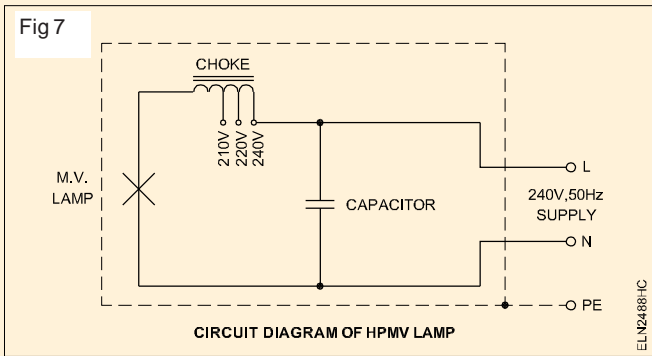 Fig 7
CHOKE
210V
220V
240V
M.V.
LAMP
CAPACITOR
L
240V,50Hz
SUPPLY
N
PE
CIRCUIT DIAGRAM OF HPMV LAMP
ELN2488HC